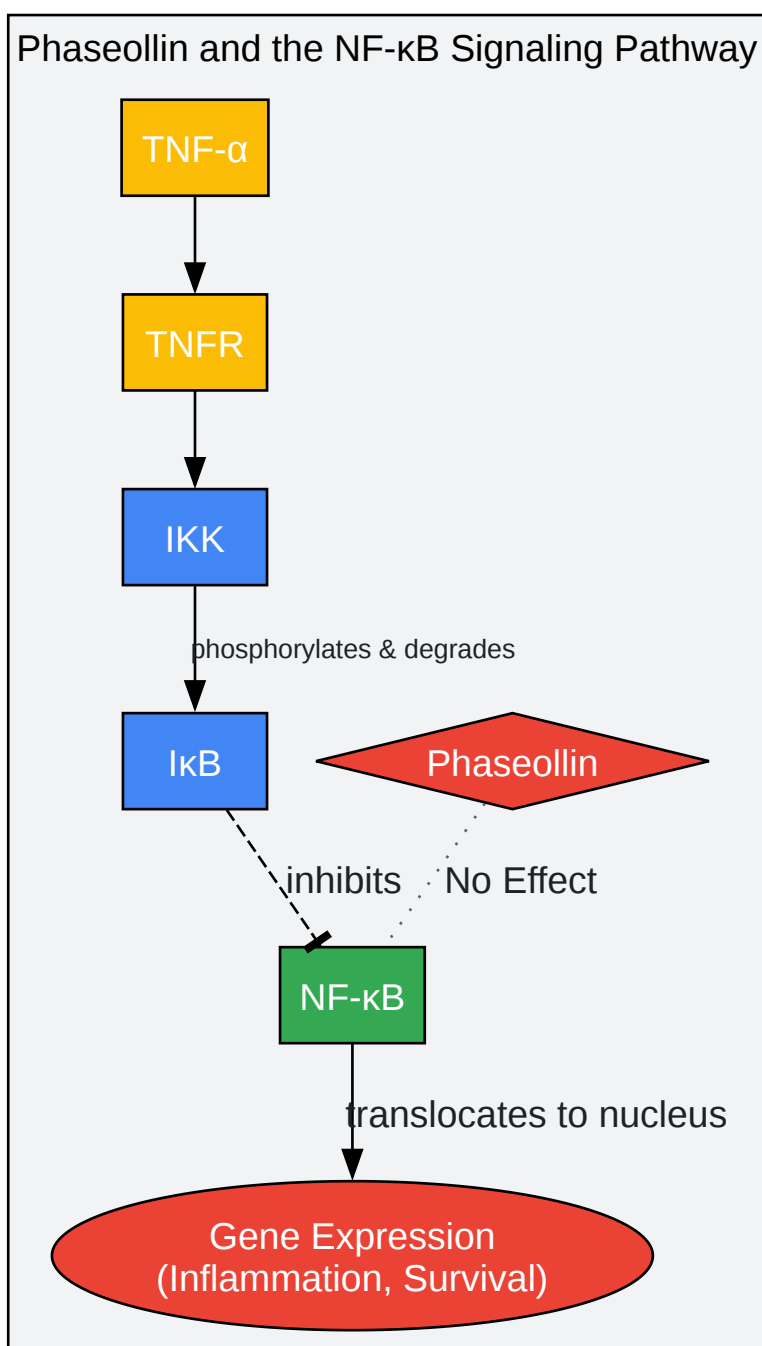 Phaseollin and the NF-κB Signaling Pathway
TNF-α
TNFR
IKK
phosphorylates & degrades
IκB
Phaseollin
inhibits
No Effect
NF-κB
translocates to nucleus
Gene Expression
(Inflammation, Survival)